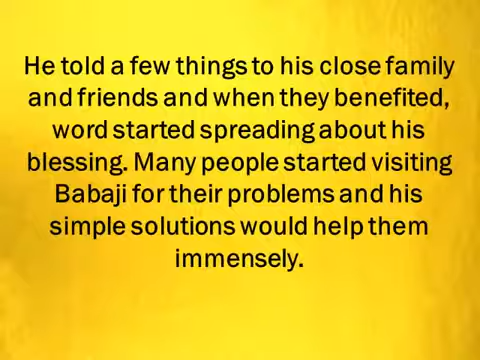 He told a few things to his close family
and friends and when they benefited,
word started spreading about his
blessing. Many people started visiting
Babaji for their problems and his
simple solutions would help them
immensely.